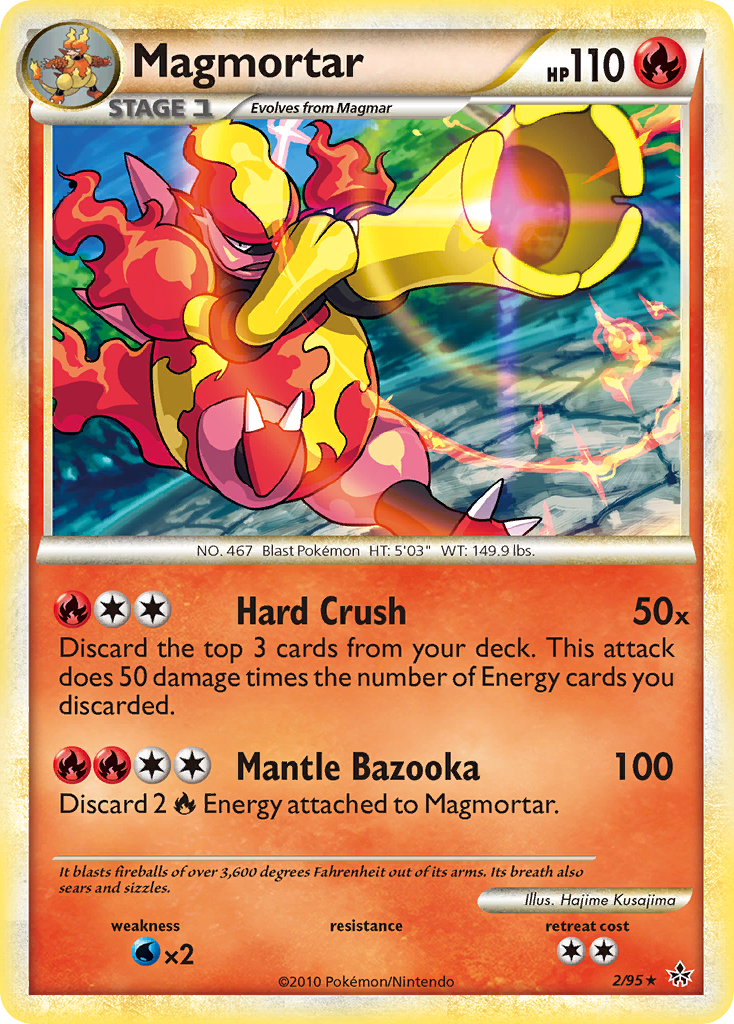 Magmortar
HP110
STAGE 1
Evolves from Magmar
NO. 467 Blast Pokémon HT: 5'03" WT: 149.9 lbs.
Hard Crush 50x
Discard the top 3 cards from your deck. This attack
does 50 damage times the number of Energy cards you
discarded.
Mantle Bazooka 100
Discard 2 Energy attached to Magmortar.
It blasts fireballs of over 3,600 degrees Fahrenheit out of its arms. Its breath also
sears and sizzles.
Illus. Hajime Kusajima
weakness resistance retreat cost
×2
©2010 Pokémon/Nintendo
2/95 ★